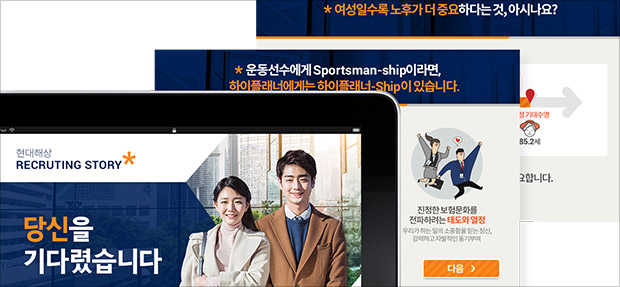 * 여성일수록 노후가 더 중요하다는 것, 아시나요?
* 운동선수에게 Sportsman-ship이라면,
하이플래너에게는 하이플래너-Ship이 있습니다.
기대수명
85.2세
현대해상
RECRUTING STORY*
당신을
기다렸습니다
진정한 보험문화를
전파하려는 태도와 열정
우리가 하는 일의 소중함을 믿는 정신,
강력하고 자발적인 동기부여
다음 >